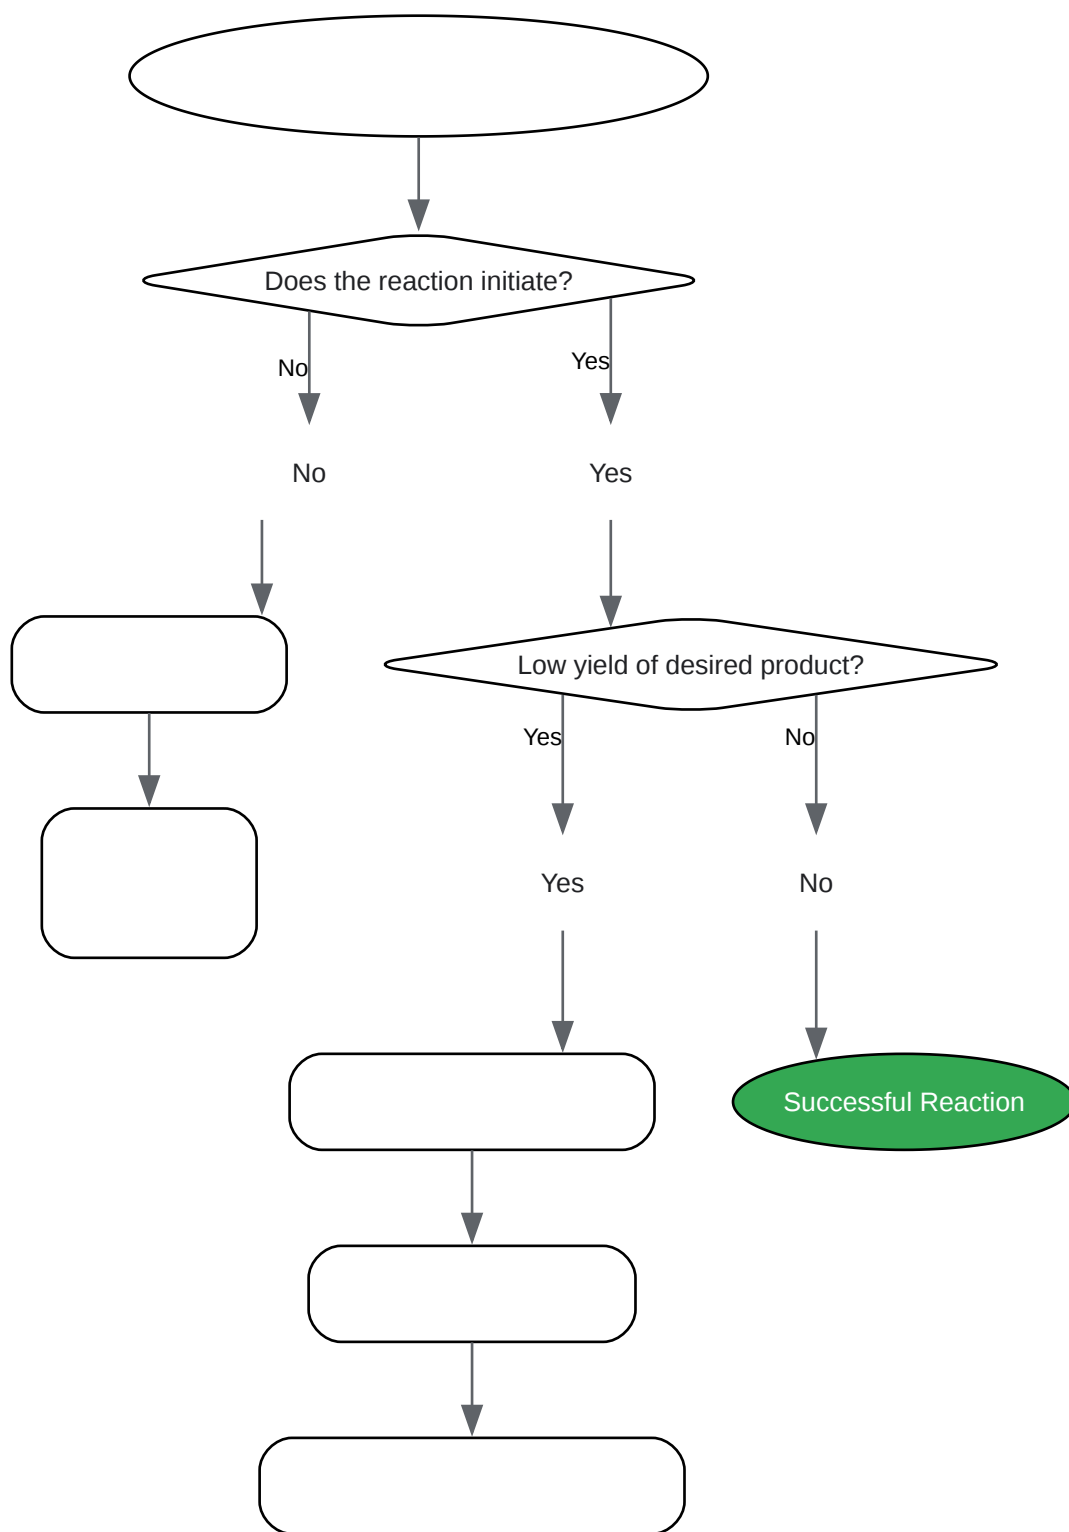 Does the reaction initiate?
No
Yes
No
Yes
Low yield of desired product?
Yes
No
Yes
No
Successful Reaction